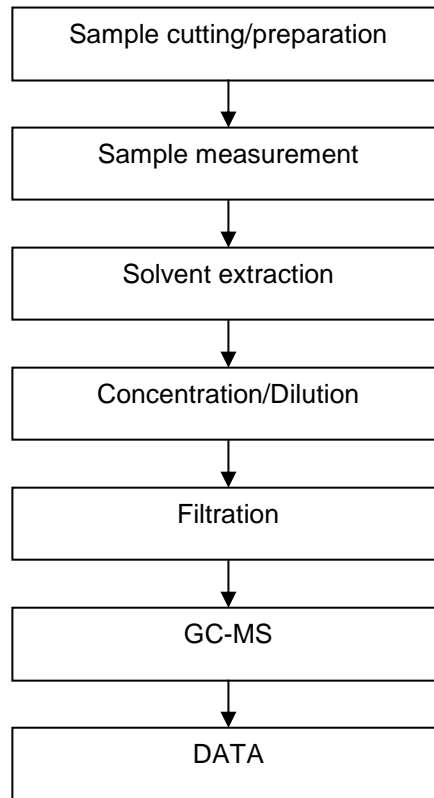 Sample cutting/preparation
Sample measurement
Solvent extraction
Concentration/Dilution
Filtration
GC-MS
DATA